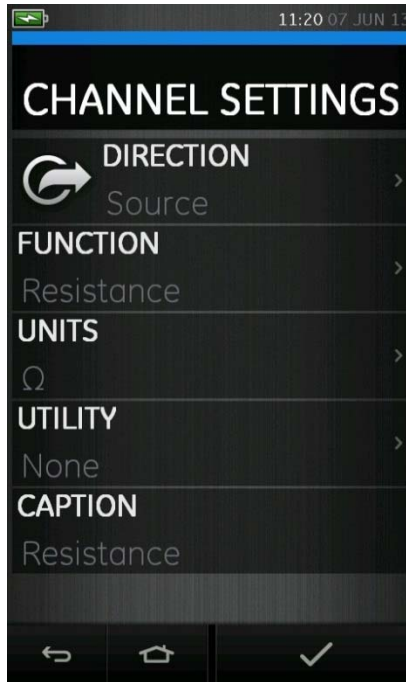 11:20 07 JUN 13
CHANNEL SETTINGS
DIRECTION
Source
FUNCTION
Resistance
UNITS
Ω
UTILITY
None
CAPTION
Resistance